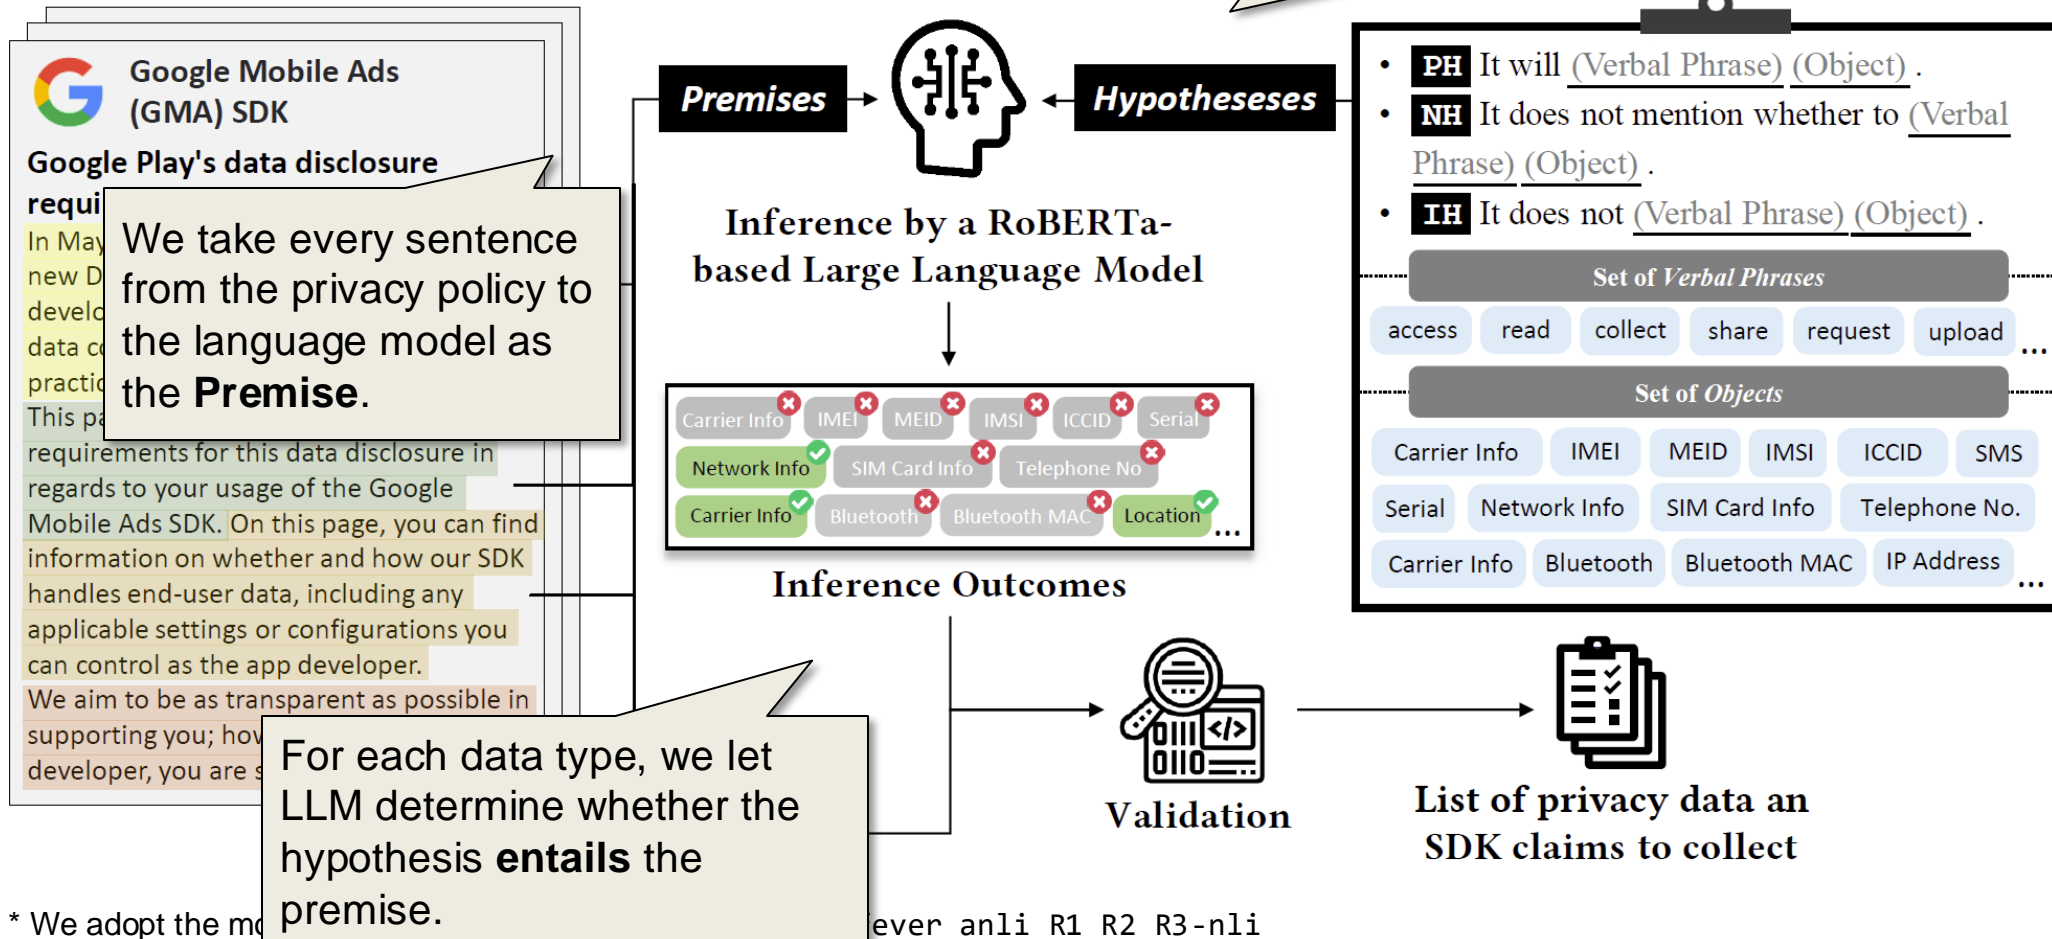 Google Mobile Ads
(GMA) SDK
Google Play's data disclosure
requi
In May
new D
develo
data co
practic
This pa
requirements for this data disclosure in
regards to your usage of the Google
Mobile Ads SDK. On this page, you can find
information on whether and how our SDK
handles end-user data, including any
applicable settings or configurations you
can control as the app developer.
We aim to be as transparent as possible in
supporting you; how
developer, you are s
We take every sentence
from the privacy policy to
the language model as
the Premise.
Premises
Hypotheseses
Inference by a RoBERTa-
based Large Language Model
Carrier Info IMEI MEID IMSI ICCID Serial
Network Info SIM Card Info Telephone No
Carrier Info Bluetooth Bluetooth MAC Location ...
Inference Outcomes
For each data type, we let
LLM determine whether the
hypothesis entails the
premise.
• PH It will (Verbal Phrase) (Object) .
• NH It does not mention whether to (Verbal
Phrase) (Object) .
• IH It does not (Verbal Phrase) (Object) .
Set of Verbal Phrases
access read collect share request upload ...
Set of Objects
Carrier Info IMEI MEID IMSI ICCID SMS
Serial Network Info SIM Card Info Telephone No.
Carrier Info Bluetooth Bluetooth MAC IP Address ...
Validation
List of privacy data an
SDK claims to collect
* We adopt the mo
ever anli R1 R2 R3-nli